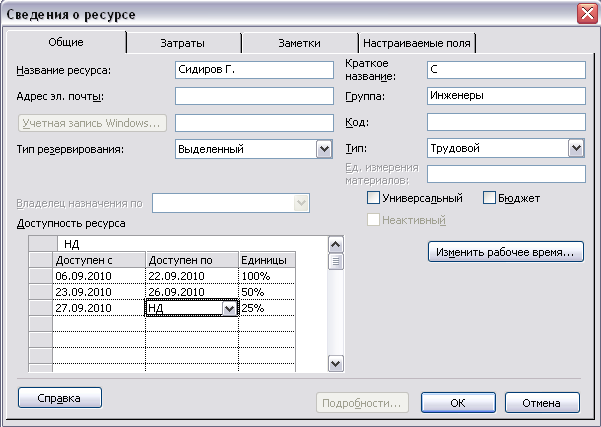 Сведения о ресурсе
Общие Затраты Заметки Настраиваемые поля
Название ресурса: Сидиров Г. Краткое название: С
Адрес эл. почты: Группа: Инженеры
Учетная запись Windows... Код:
Тип резервирования: Выделенный Тип: Трудовой
Ед. измерения материалов:
Владелец назначения по Универсальный Бюджет
Неактивный
Доступность ресурса
НД
Изменить рабочее время...
Доступен с Доступен по Единицы
06.09.2010 22.09.2010 100%
23.09.2010 26.09.2010 50%
27.09.2010 НД 25%
Справка Подробности... ОК Отмена